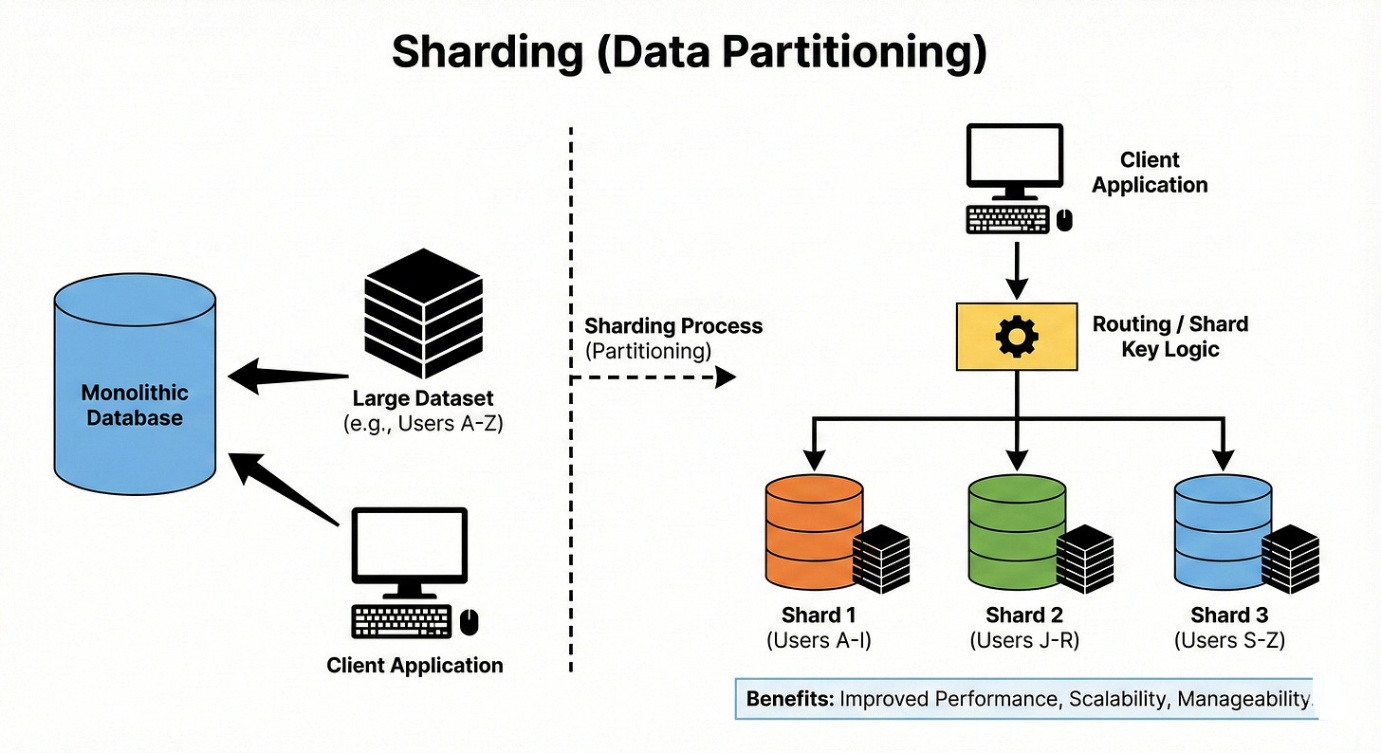 Sharding (Data Partitioning)
Monolithic
Database
Large Dataset
(e.g., Users A-Z)
Client Application
Sharding Process
(Partitioning)
Client
Application
Routing / Shard
Key Logic
Shard 1
(Users A-I)
Shard 2
(Users J-R)
Shard 3
(Users S-Z)
Benefits: Improved Performance, Scalability, Manageability.